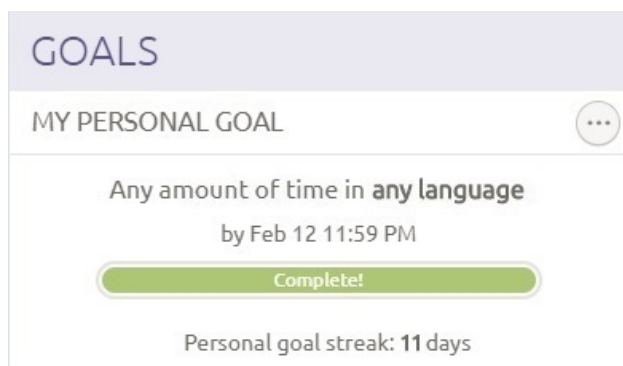 GOALS
MY PERSONAL GOAL
Any amount of time in any language
by Feb 12 11:59 PM
Complete!
Personal goal streak: 11 days